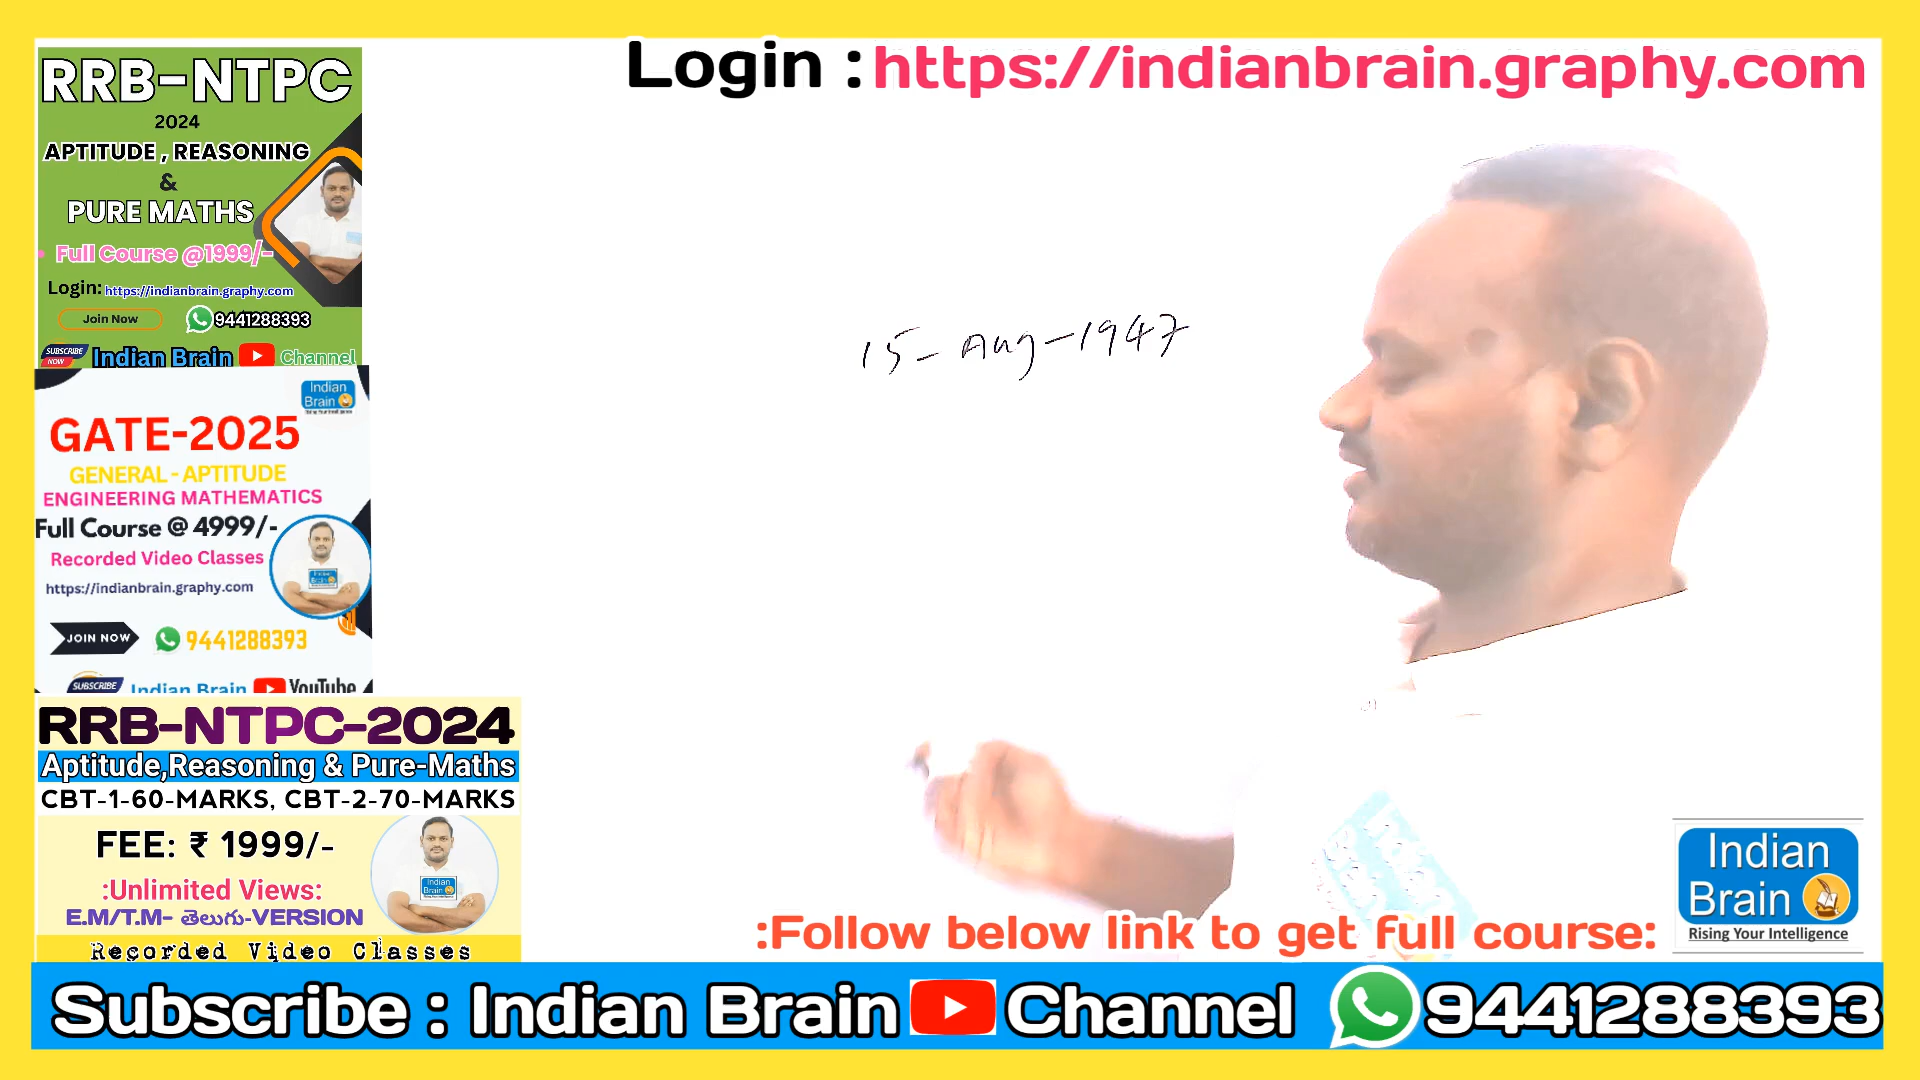 Login : https://indianbrain.graphy.com
RRB-NTPC
2024
APTITUDE , REASONING
&
PURE MATHS
Full Course @1999/-
Login: https://indianbrain.graphy.com
Join Now 9441288393
SUBSCRIBE NOW Indian Brain Channel
15- Aug-1947
Indian
Brain
GATE-2025
GENERAL - APTITUDE
ENGINEERING MATHEMATICS
Full Course @ 4999/-
Recorded Video Classes
https://indianbrain.graphy.com
JOIN NOW 9441288393
SUBSCRIBE Indian Brain YouTube
RRB-NTPC-2024
Aptitude,Reasoning & Pure-Maths
CBT-1-60-MARKS, CBT-2-70-MARKS
FEE: ₹ 1999/-
:Unlimited Views:
E.M/T.M- తెలుగు-VERSION
Recorded Video Classes
Indian
Brain
Indian
Brain
Rising Your Intelligence
:Follow below link to get full course:
Subscribe : Indian Brain Channel 9441288393